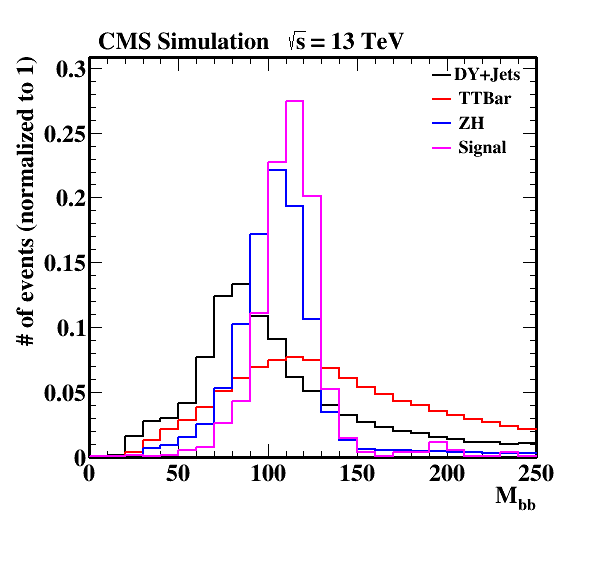 CMS Simulation √s = 13 TeV
# of events (normalized to 1)
0.3
0.25
0.2
0.15
0.1
0.05
0
DY+Jets
TTBar
ZH
Signal
0 50 100 150 200 250
M_bb